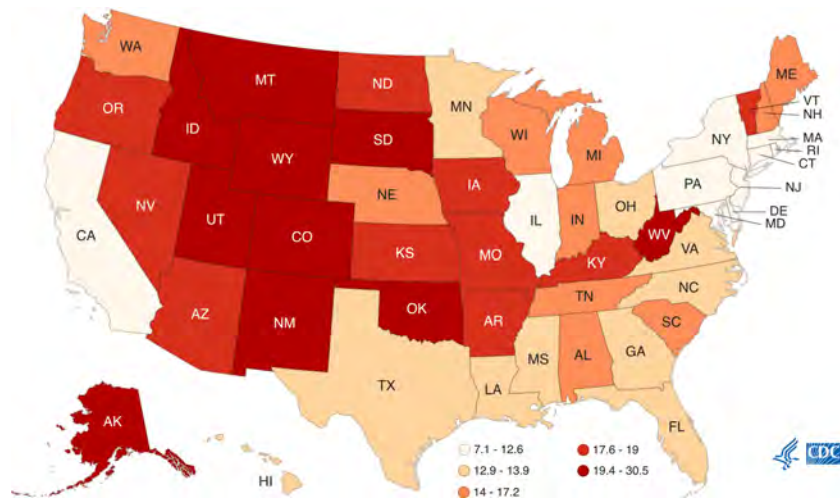 WA
MT
ND
MN
ME
VT
NH
OR
ID
SD
WI
MI
NY
MA
RI
CT
WY
NE
IA
PA
NJ
NV
UT
CO
IL
IN
OH
DE
MD
CA
KS
MO
WV
VA
KY
AZ
NM
OK
AR
TN
NC
SC
TX
LA
MS
AL
GA
FL
AK
HI
7.1 - 12.6
17.6 - 19
12.9 - 13.9
19.4 - 30.5
14 - 17.2
CDC